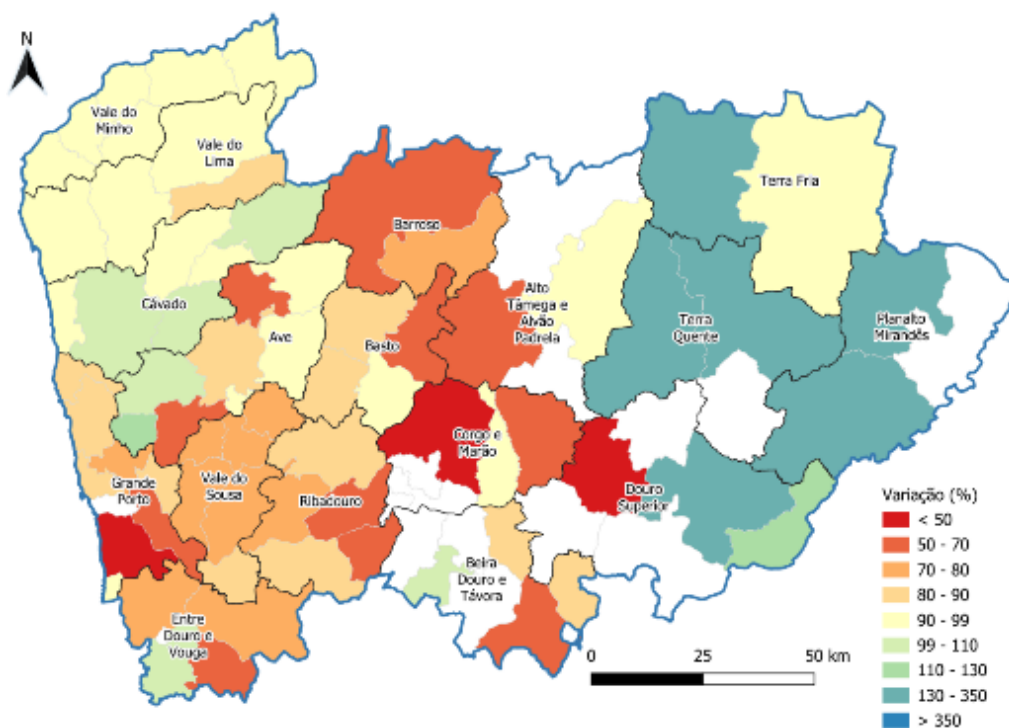 N
Vale do
Minho
Vale do
Lima
Terra Fria
Barroso
Cávado
Alto
Tâmega e
Alvão
Padrela
Terra
Quente
Planalto
Mirandês
Ave
Basto
Corgo e
Marão
Grande
Porto
Vale do
Sousa
Ribadouro
Douro
Superior
Beira
Douro e
Távora
Entre
Douro e
Vouga
Variação (%)
< 50
50 - 70
70 - 80
80 - 90
90 - 99
99 - 110
110 - 130
130 - 350
> 350
0 25 50 km